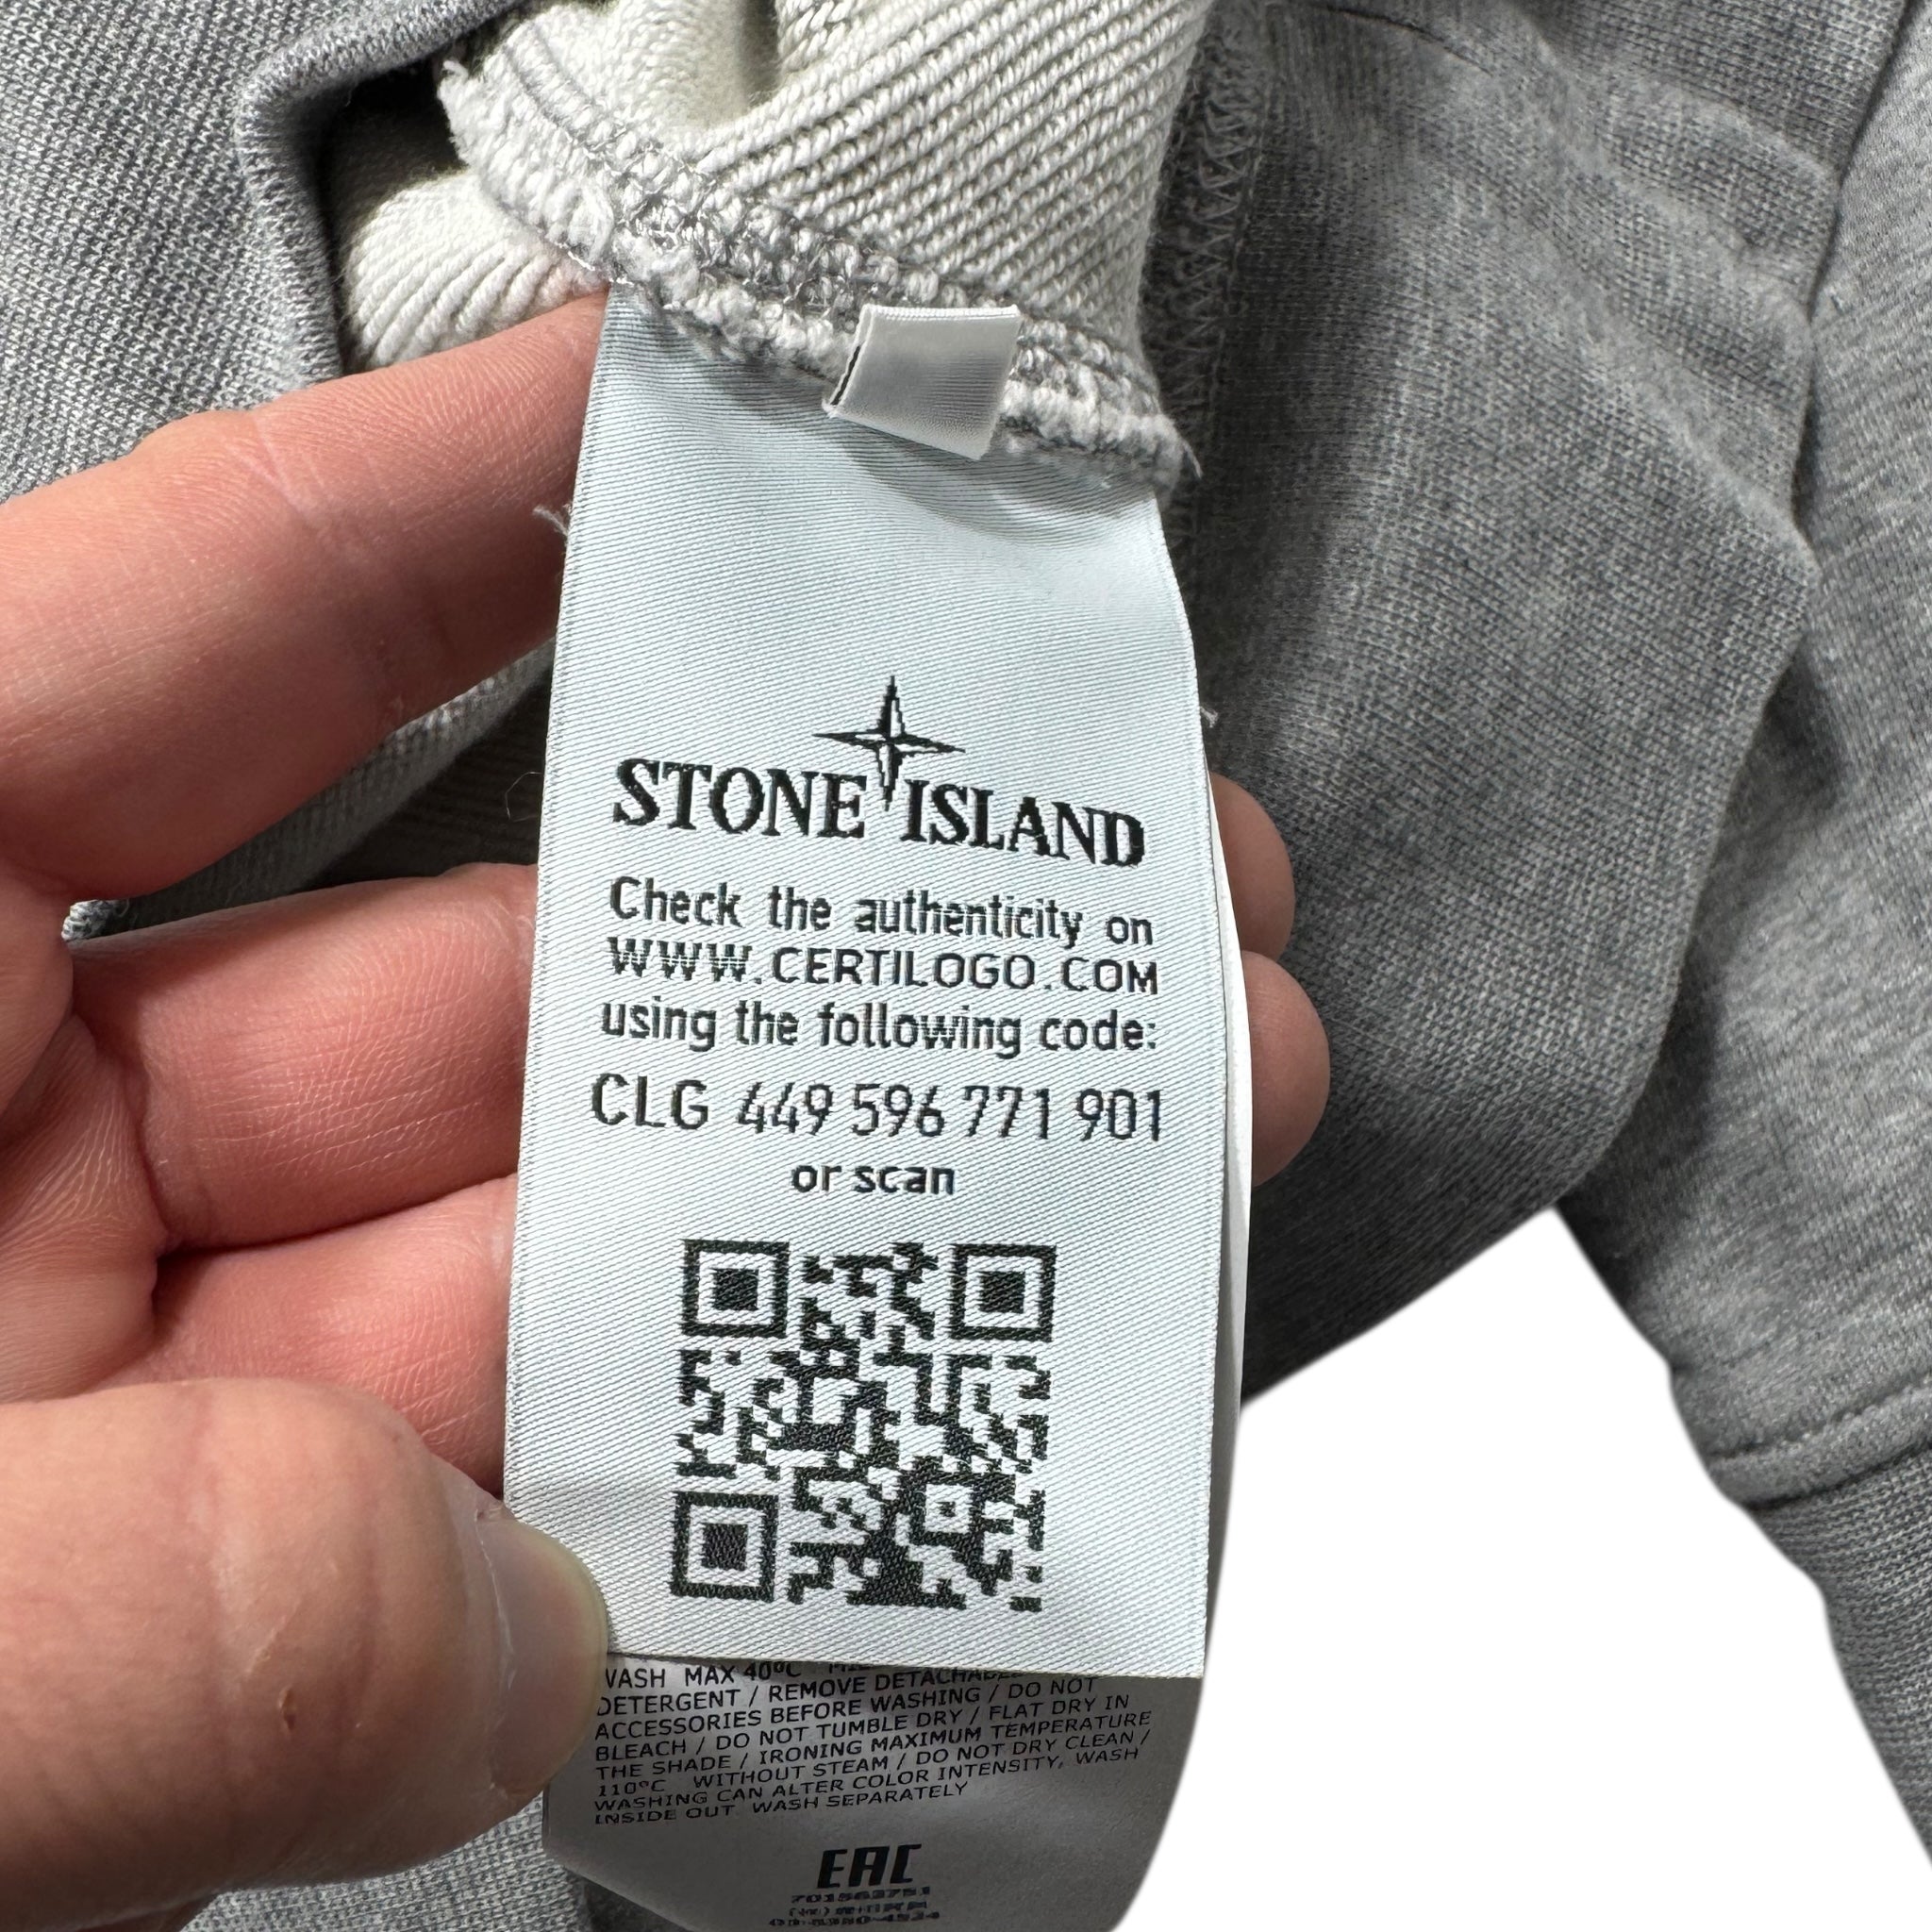 STONE ISLAND
Check the authenticity on
WWW.CERTILOGO.COM
using the following code:
CLG 449 596 771 901
or scan
WASH MAX 40°C
DETERGENT / REMOVE DETACHABLE
ACCESSORIES BEFORE WASHING / DO NOT
BLEACH / DO NOT TUMBLE DRY / FLAT DRY IN
THE SHADE / IRONING MAXIMUM TEMPERATURE
110°C WITHOUT STEAM / DO NOT DRY CLEAN /
WASHING CAN ALTER COLOR INTENSITY, WASH
INSIDE OUT WASH SEPARATELY
EAC